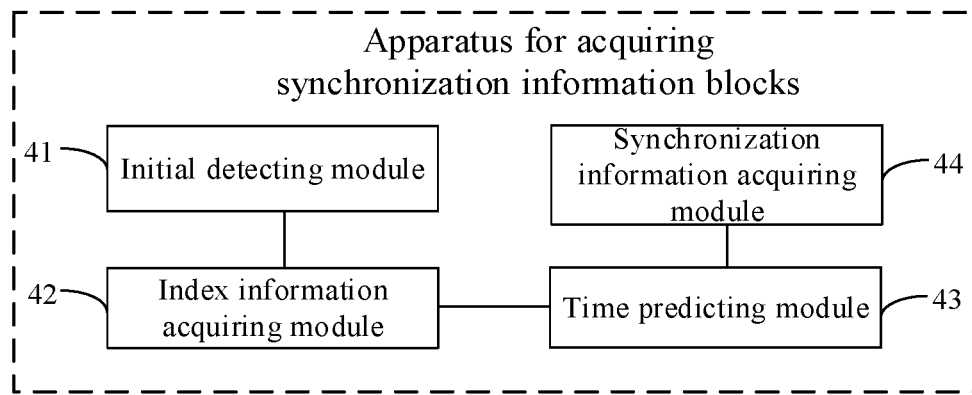 Apparatus for acquiring
synchronization information blocks
41
Initial detecting module
Synchronization
information acquiring
module
44
42
Index information
acquiring module
Time predicting module
43